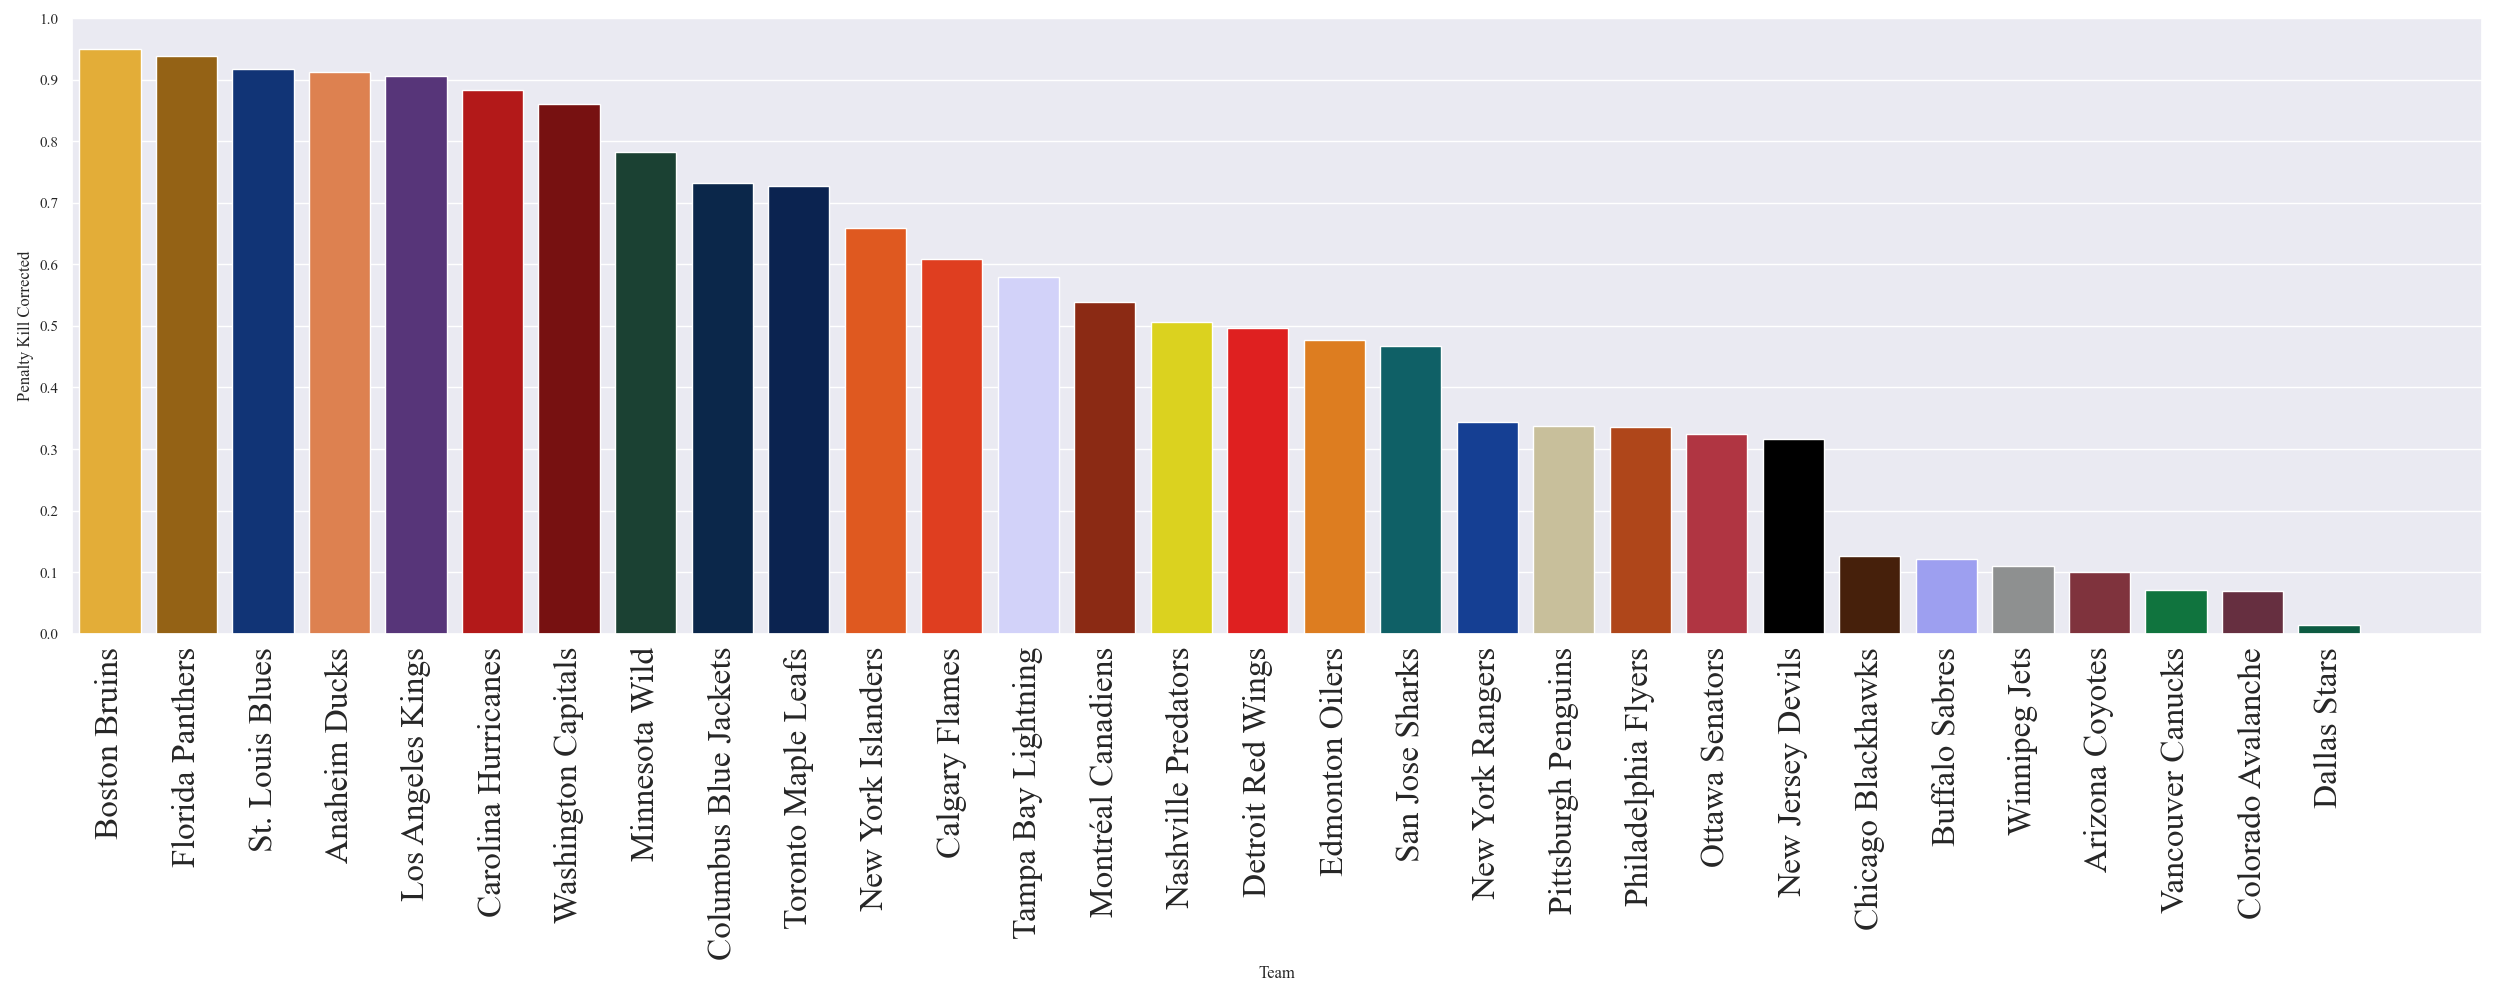 1.0
0.9
0.8
0.7
0.6
0.5
0.4
0.3
0.2
0.1
0.0
Penalty Kill Corrected
Boston Bruins
Florida Panthers
St. Louis Blues
Anaheim Ducks
Los Angeles Kings
Carolina Hurricanes
Washington Capitals
Minnesota Wild
Columbus Blue Jackets
Toronto Maple Leafs
New York Islanders
Calgary Flames
Tampa Bay Lightning
Montréal Canadiens
Nashville Predators
Detroit Red Wings
Edmonton Oilers
San Jose Sharks
New York Rangers
Pittsburgh Penguins
Philadelphia Flyers
Ottawa Senators
New Jersey Devils
Chicago Blackhawks
Buffalo Sabres
Winnipeg Jets
Arizona Coyotes
Vancouver Canucks
Colorado Avalanche
Dallas Stars
Team